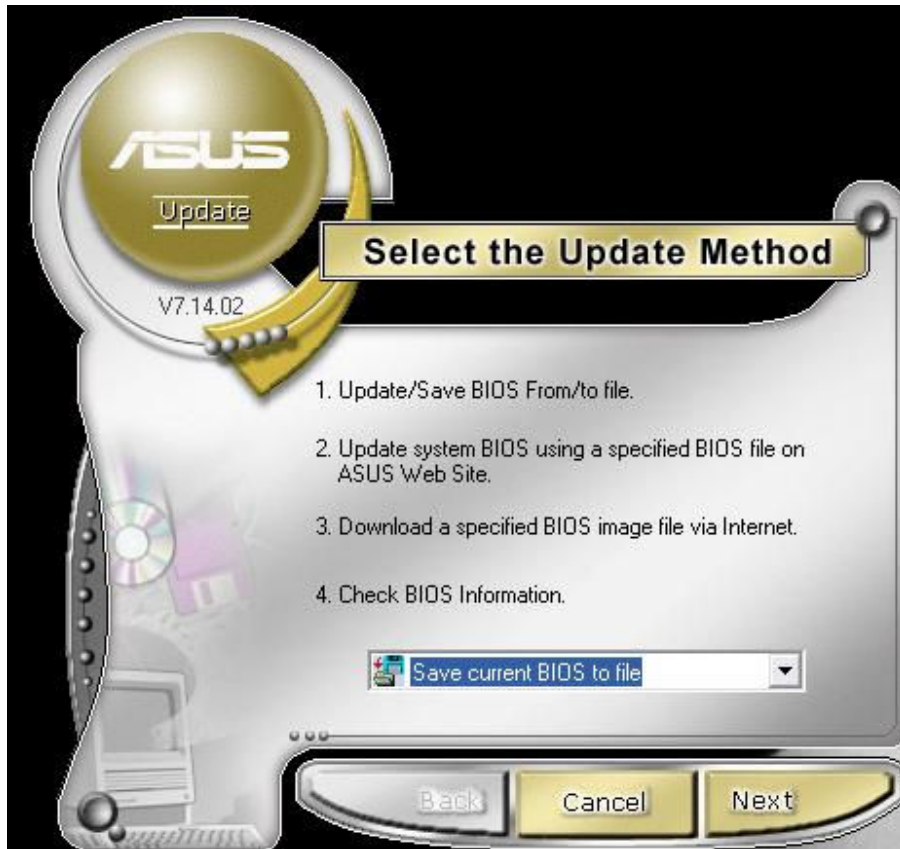 ASUS
Update
V7.14.02
Select the Update Method
1. Update/Save BIOS From/to file.
2. Update system BIOS using a specified BIOS file on
ASUS Web Site.
3. Download a specified BIOS image file via Internet.
4. Check BIOS Information.
Save current BIOS to file
Back
Cancel
Next